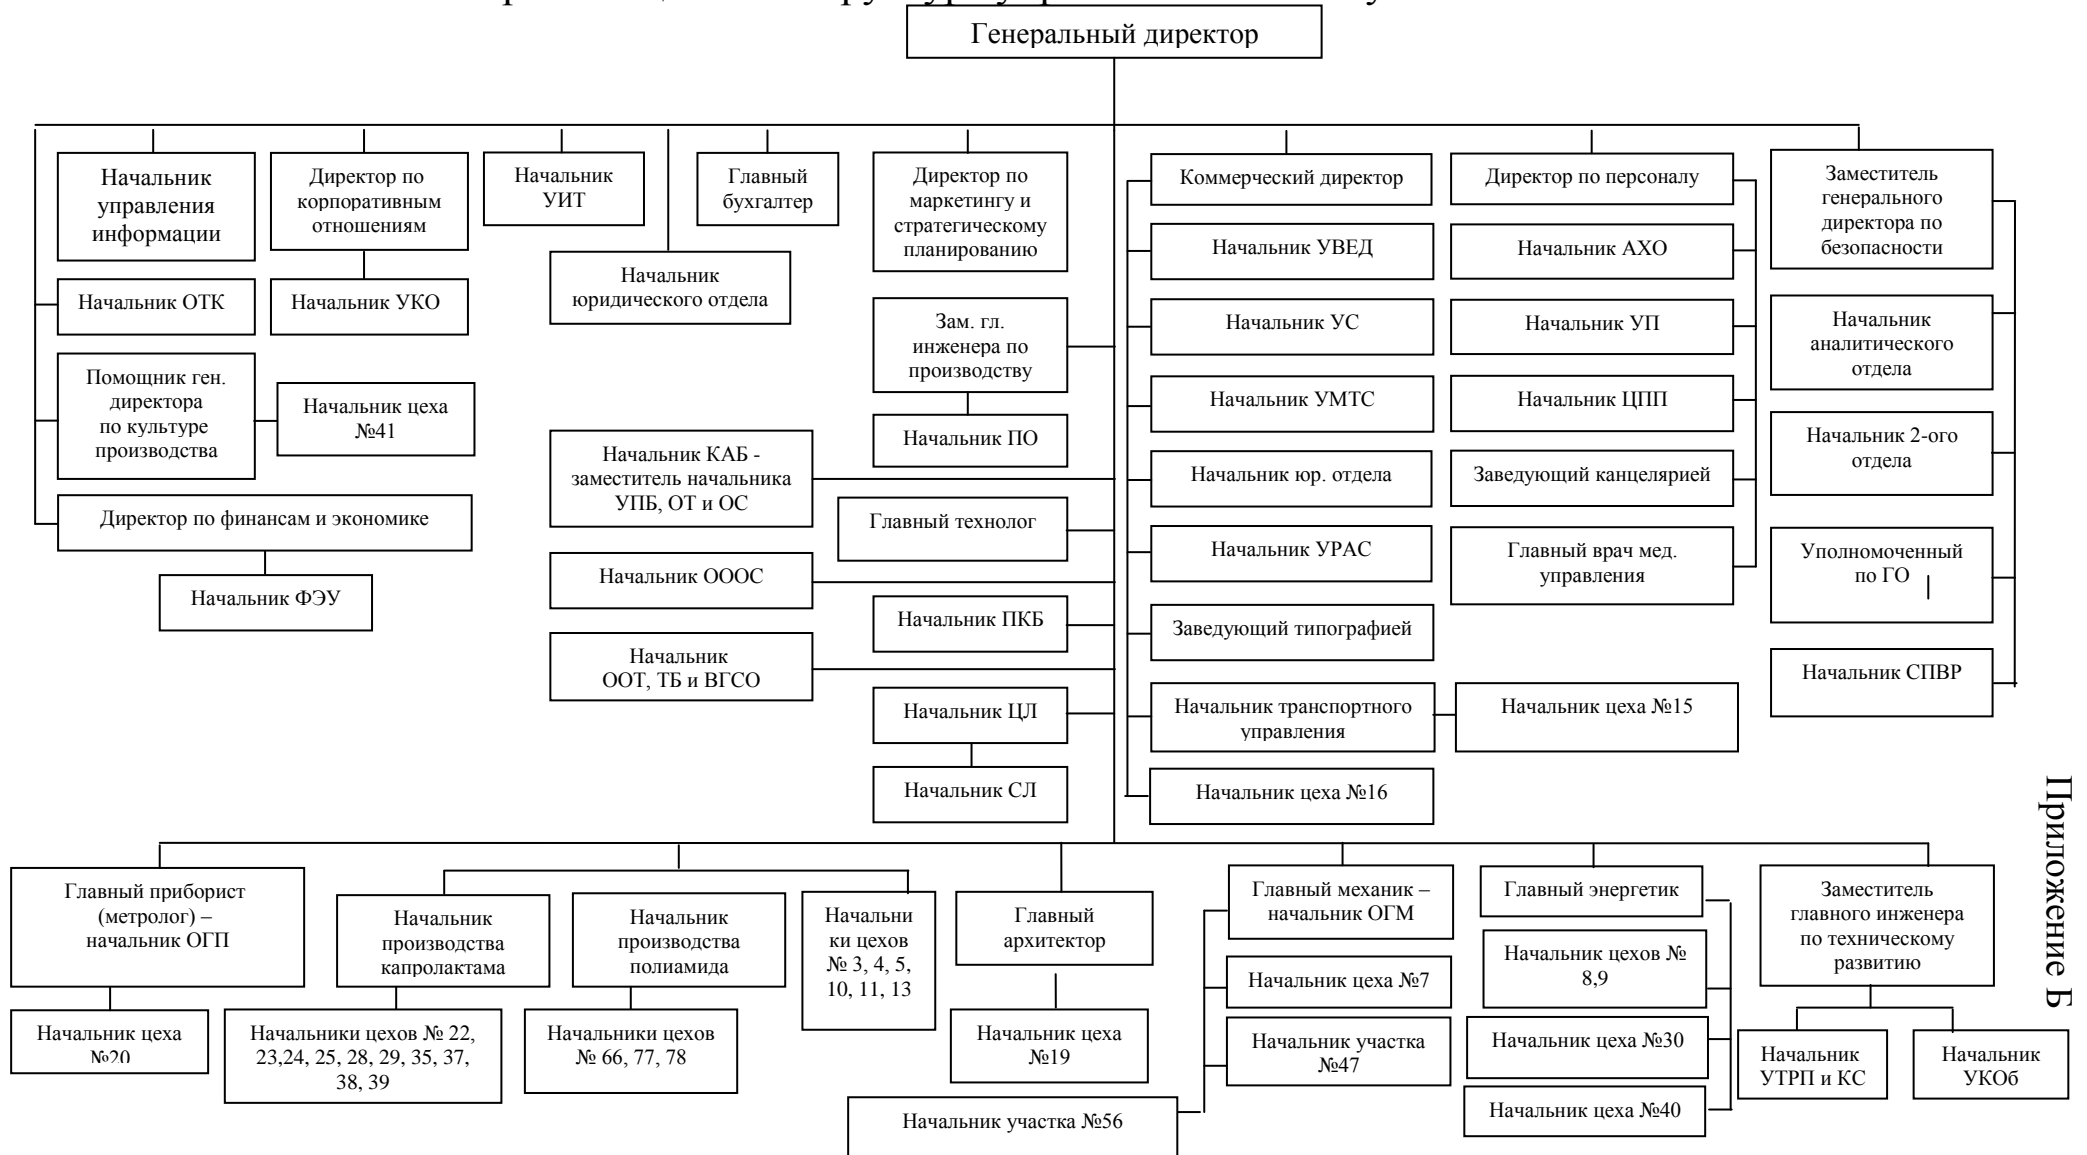 Генеральный директор
Начальник
управления
информации
Директор по
корпоративным
отношениям
Начальник
УИТ
Главный
бухгалтер
Директор по
маркетингу и
стратегическому
планированию
Коммерческий директор
Директор по персоналу
Заместитель
генерального
директора по
безопасности
Начальник
юридического отдела
Начальник УВЕД
Начальник АХО
Начальник ОТК
Начальник УКО
Зам. гл.
инженера по
производству
Начальник УС
Начальник УП
Начальник
аналитического
отдела
Помощник ген.
директора
по культуре
производства
Начальник цеха
№41
Начальник ПО
Начальник УМТС
Начальник ЦПП
Начальник 2-ого
отдела
Начальник КАБ -
заместитель начальника
УПБ, ОТ и ОС
Начальник юр. отдела
Заведующий канцелярией
Директор по финансам и экономике
Главный технолог
Начальник УРАС
Главный врач мед.
управления
Уполномоченный
по ГО
Начальник ФЭУ
Начальник ОООС
Начальник ПКБ
Заведующий типографией
Начальник
ООТ, ТБ и ВГСО
Начальник СПВР
Начальник ЦЛ
Начальник транспортного
управления
Начальник цеха №15
Начальник СЛ
Начальник цеха №16
Приложение Б
Главный приборист
(метролог) –
начальник ОГП
Начальник
производства
капролактама
Начальник
производства
полиамида
Начальни
ки цехов
№ 3, 4, 5,
10, 11, 13
Главный
архитектор
Главный механик –
начальник ОГМ
Главный энергетик
Заместитель
главного инженера
по техническому
развитию
Начальник цеха №7
Начальник цехов №
8,9
Начальник цеха
№20
Начальники цехов № 22,
23,24, 25, 28, 29, 35, 37,
38, 39
Начальники цехов
№ 66, 77, 78
Начальник цеха
№19
Начальник участка
№47
Начальник цеха №30
Начальник
УТРП и КС
Начальник
УКОб
Начальник участка №56
Начальник цеха №40